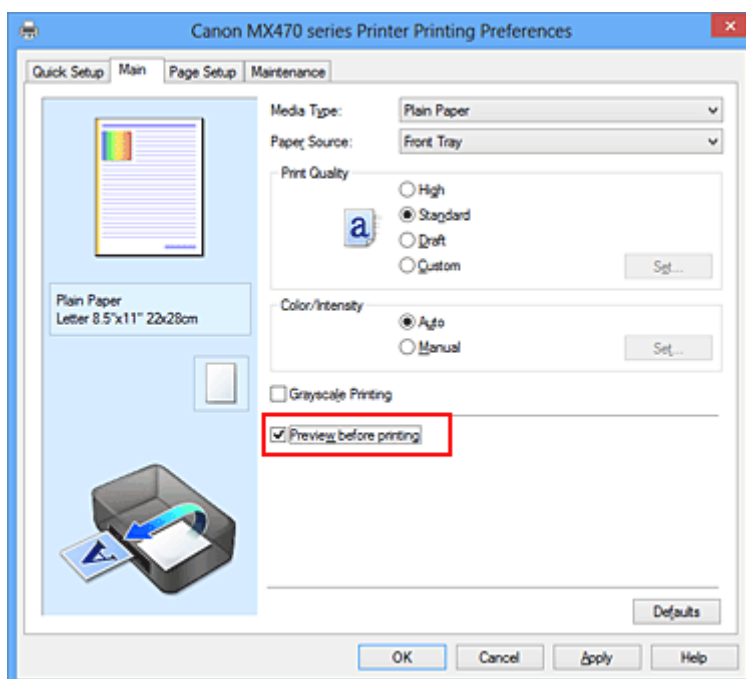 Canon MX470 series Printer Printing Preferences
Quick Setup Main Page Setup Maintenance
Media Type: Plain Paper
Paper Source: Front Tray
Print Quality
High
a Standard
Draft
Custom Set...
Plain Paper
Letter 8.5"x11" 22x28cm
Color/Intensity
Auto
Manual Set...
Grayscale Printing
Preview before printing
A
Defaults
OK Cancel Apply Help